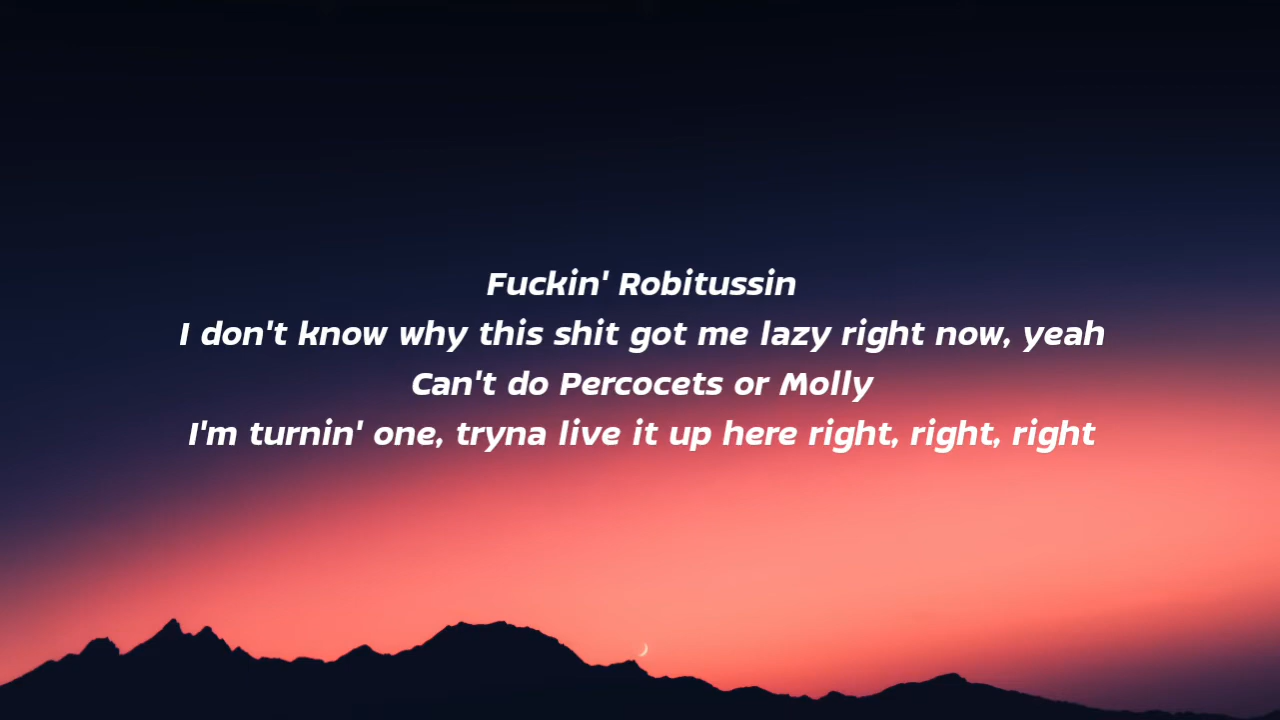 Fuckin' Robitussin
I don't know why this shit got me lazy right now, yeah
Can't do Percocets or Molly
I'm turnin' one, tryna live it up here right, right, right